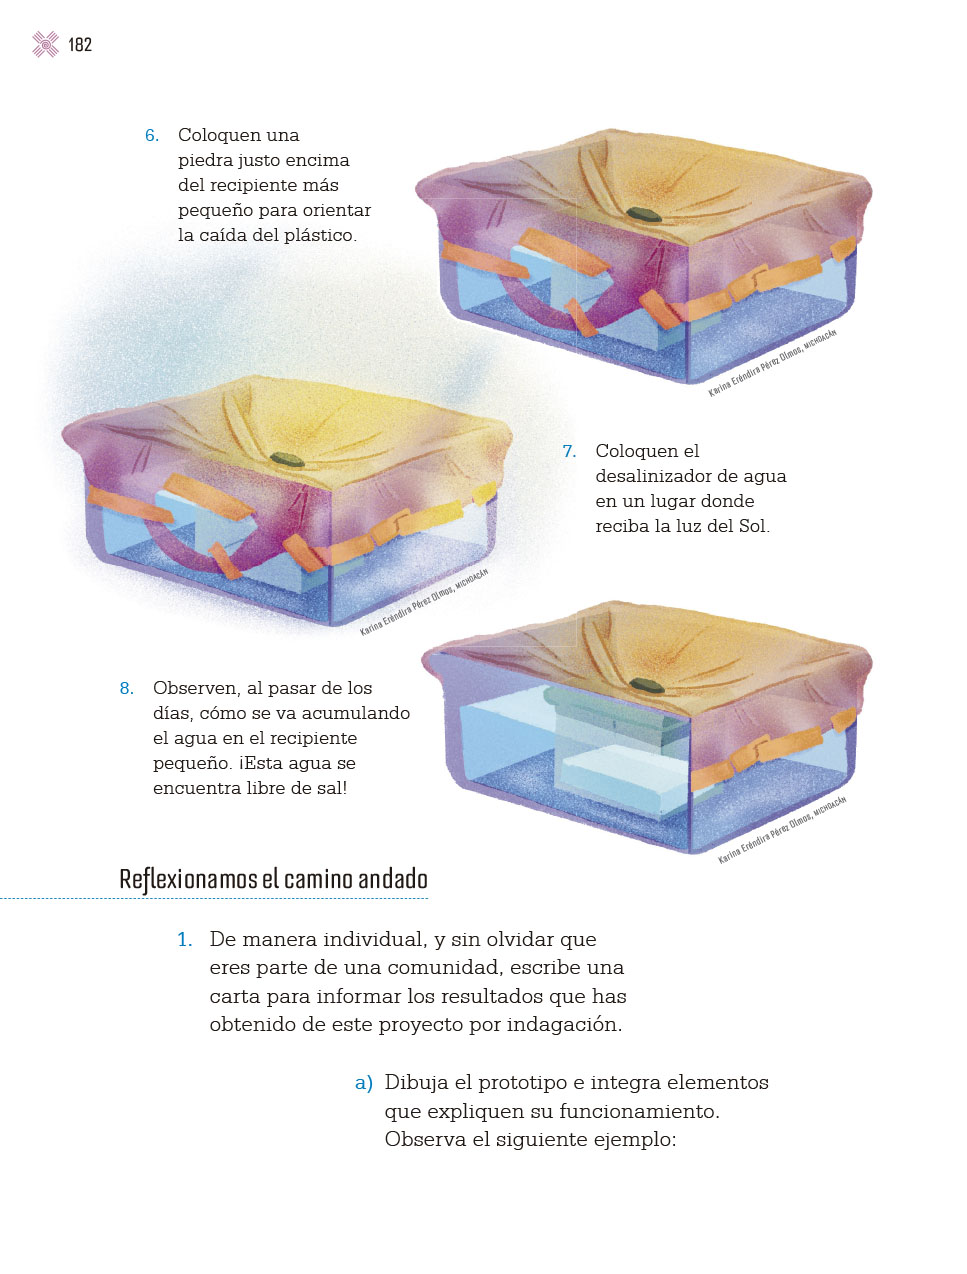 182
6. Coloquen una
piedra justo encima
del recipiente más
pequeño para orientar
la caída del plástico.
Karina Eréndira Pérez Olmos, MICHOACÁN
7. Coloquen el
desalinizador de agua
en un lugar donde
reciba la luz del Sol.
Karina Eréndira Pérez Olmos, MICHOACÁN
8. Observen, al pasar de los
días, cómo se va acumulando
el agua en el recipiente
pequeño. ¡Esta agua se
encuentra libre de sal!
Karina Eréndira Pérez Olmos, MICHOACÁN
Reflexionamos el camino andado
1. De manera individual, y sin olvidar que
eres parte de una comunidad, escribe una
carta para informar los resultados que has
obtenido de este proyecto por indagación.
a) Dibuja el prototipo e integra elementos
que expliquen su funcionamiento.
Observa el siguiente ejemplo: